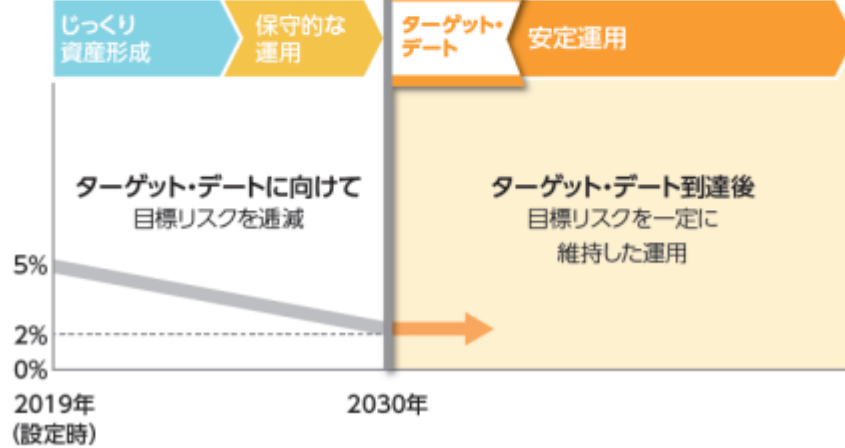 じっくり
資産形成
保守的な
運用
ターゲット・
デート
安定運用
ターゲット・デートに向けて
目標リスクを逓減
ターゲット・デート到達後
目標リスクを一定に
維持した運用
5%
2%
0%
2019年
(設定時)
2030年